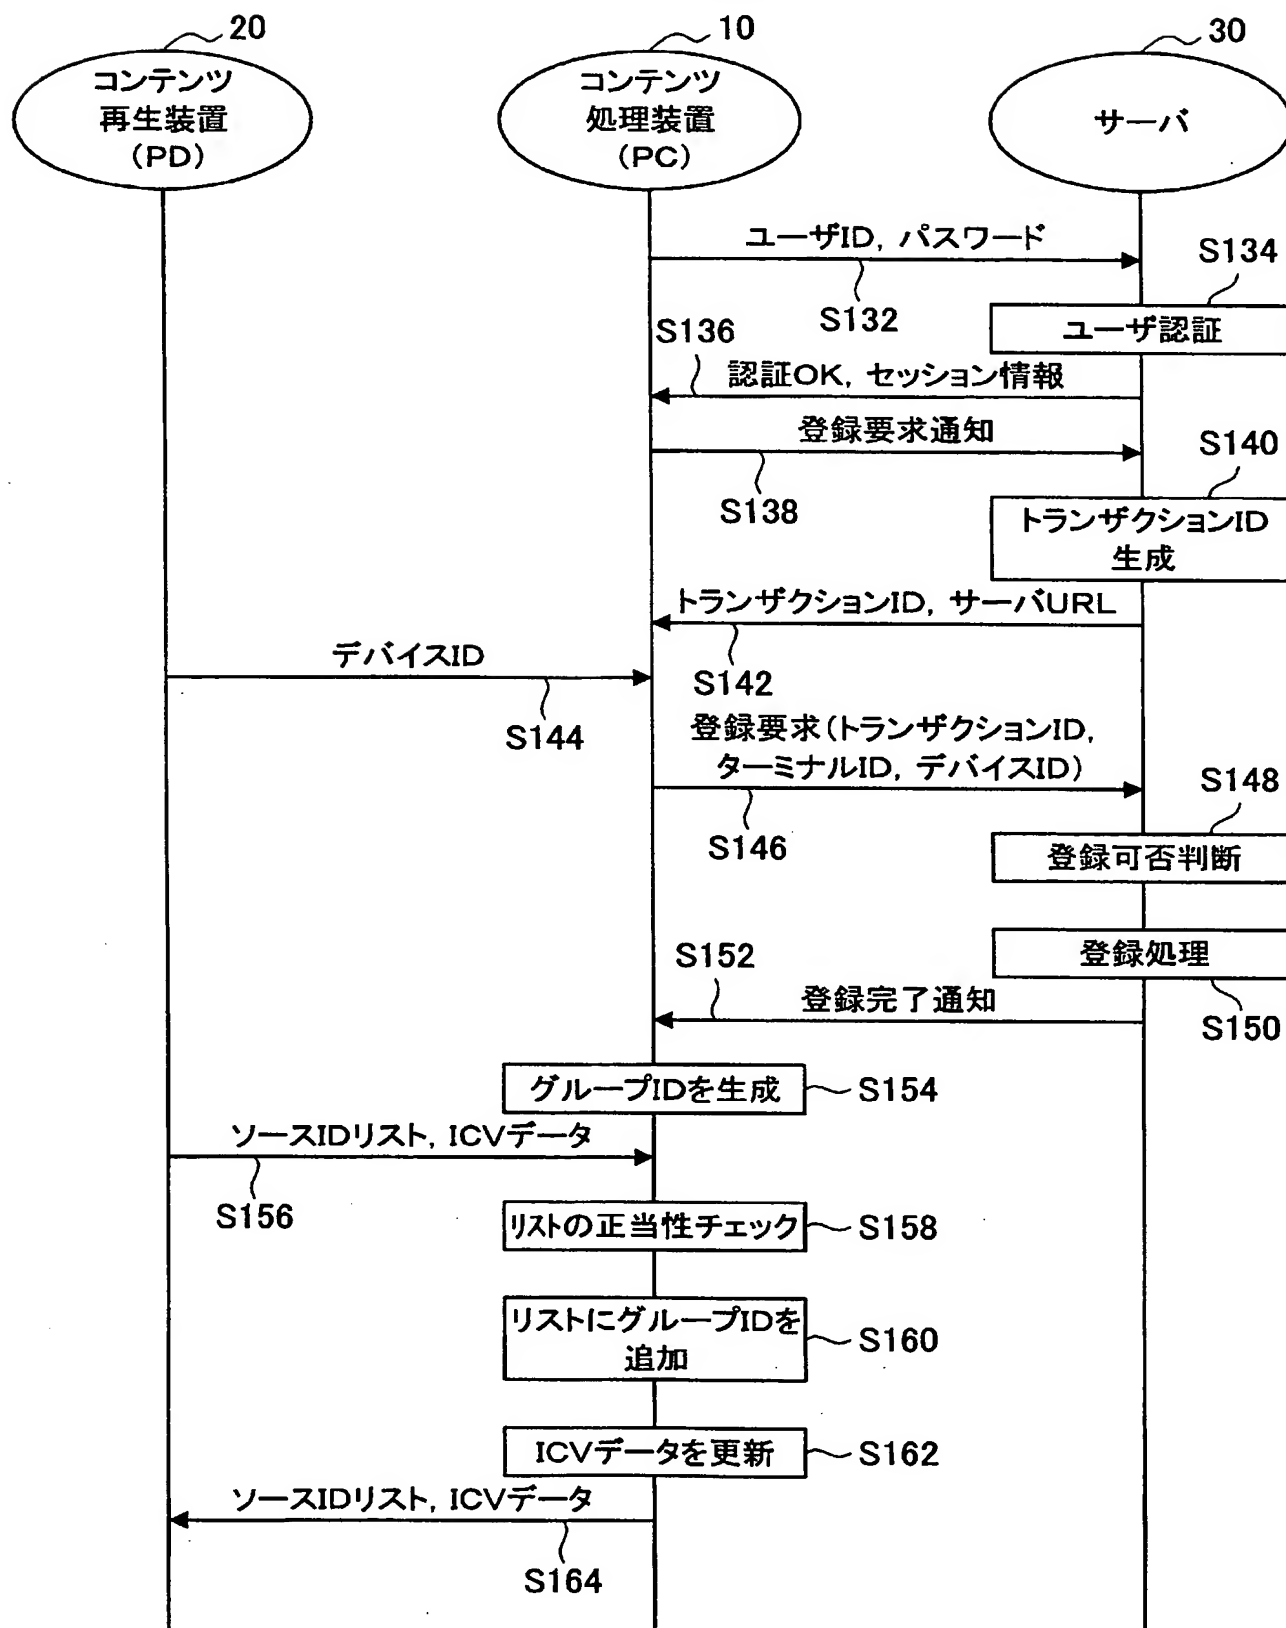 20
10
30
コンテンツ
再生装置
(PD)
コンテンツ
処理装置
(PC)
サーバ
ユーザID, パスワード
S132
S134
ユーザ認証
S136
認証OK, セッション情報
登録要求通知
S138
S140
トランザクションID
生成
トランザクションID, サーバURL
S142
デバイスID
S144
登録要求(トランザクションID,
ターミナルID, デバイスID)
S146
S148
登録可否判断
登録処理
S150
S152
登録完了通知
グループIDを生成
S154
ソースIDリスト, ICVデータ
S156
リストの正当性チェック
S158
リストにグループIDを
追加
S160
ICVデータを更新
S162
ソースIDリスト, ICVデータ
S164